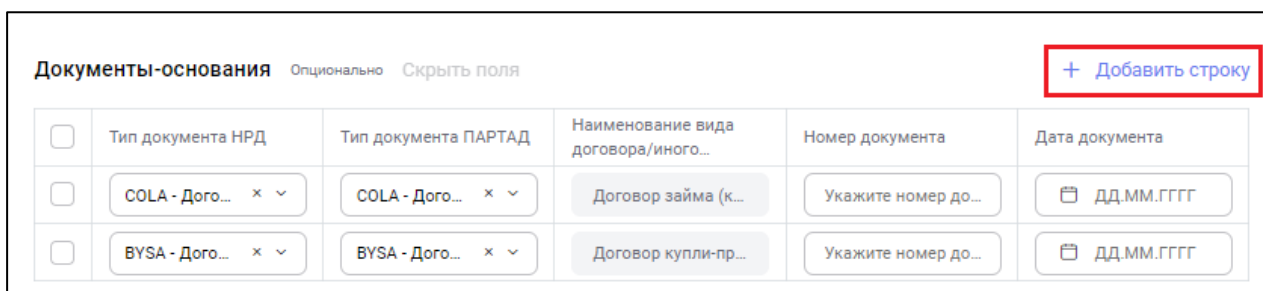 Документы-основания Опционально Скрыть поля + Добавить строку
Тип документа НРД Тип документа ПАРТАД Наименование вида договора/иного... Номер документа Дата документа
COLA - Дого... × COLA - Дого... × Договор займа (к... Укажите номер до... ДД.ММ.ГГГГ
BYSA - Дого... × BYSA - Дого... × Договор купли-пр... Укажите номер до... ДД.ММ.ГГГГ